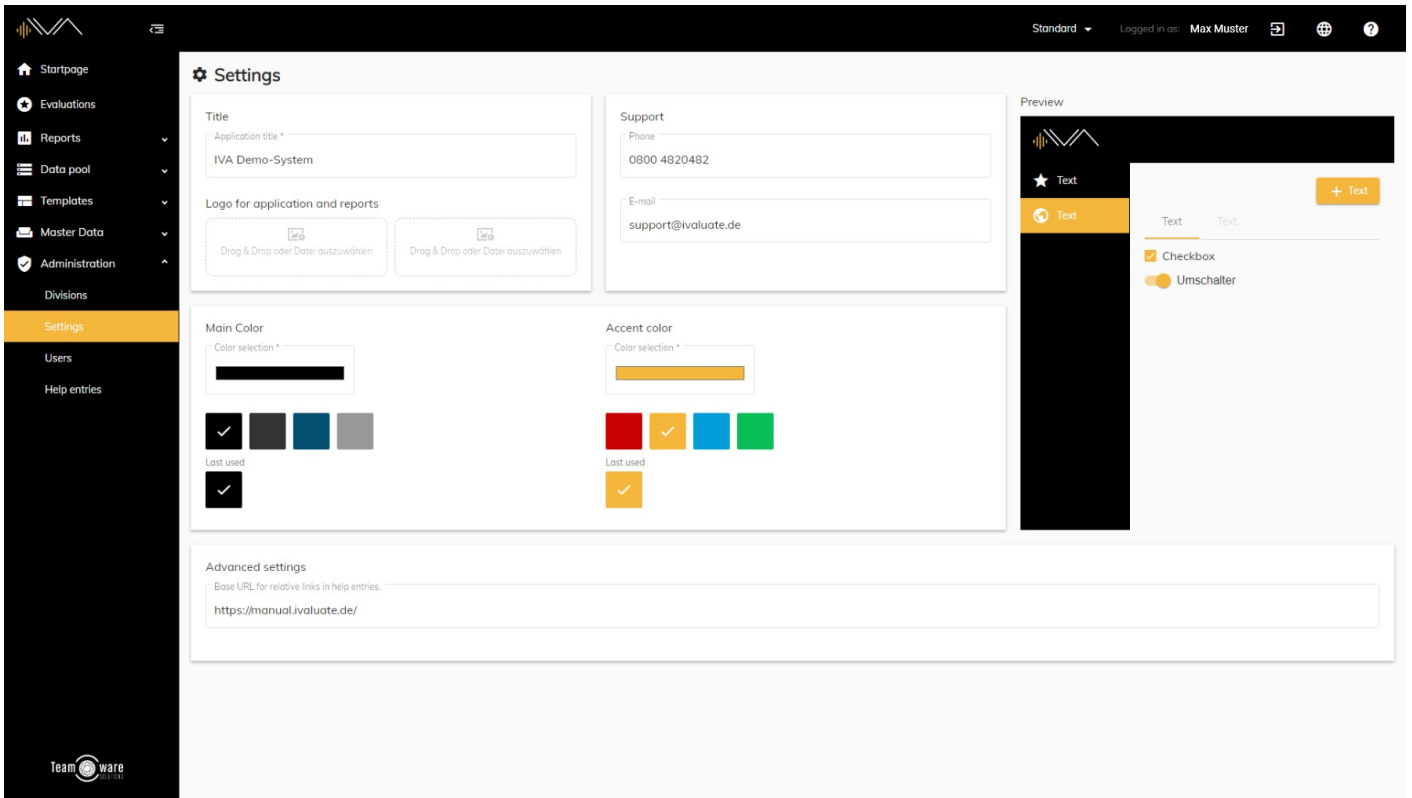 IVA
Standard
Logged in as: Max Muster
Startpage
Evaluations
Reports
Data pool
Templates
Master Data
Administration
Divisions
Settings
Users
Help entries
Team ware
SOLUTIONS
Settings
Title
Application title *
IVA Demo-System
Logo for application and reports
Drag & Drop oder Datei auszuwählen
Drag & Drop oder Datei auszuwählen
Support
Phone
0800 4820482
E-mail
support@ivaluate.de
Main Color
Color selection *
Last used
Accent color
Color selection *
Last used
Preview
IVA
Text
Text
+ Text
Text Text
Checkbox
Umschalter
Advanced settings
Base URL for relative links in help entries.
https://manual.ivaluate.de/